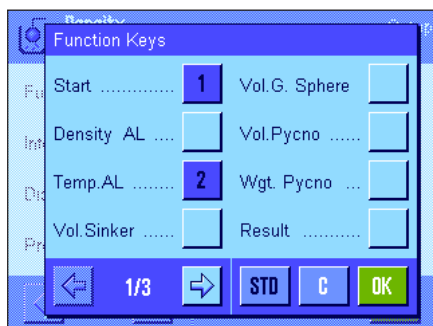 Density
Function Keys
Start .............. 1
Vol.G. Sphere
Density AL ....
Vol.Pycno ......
Temp.AL ........ 2
Wgt. Pycno ...
Vol.Sinker ......
Result ...........
1/3 STD C OK